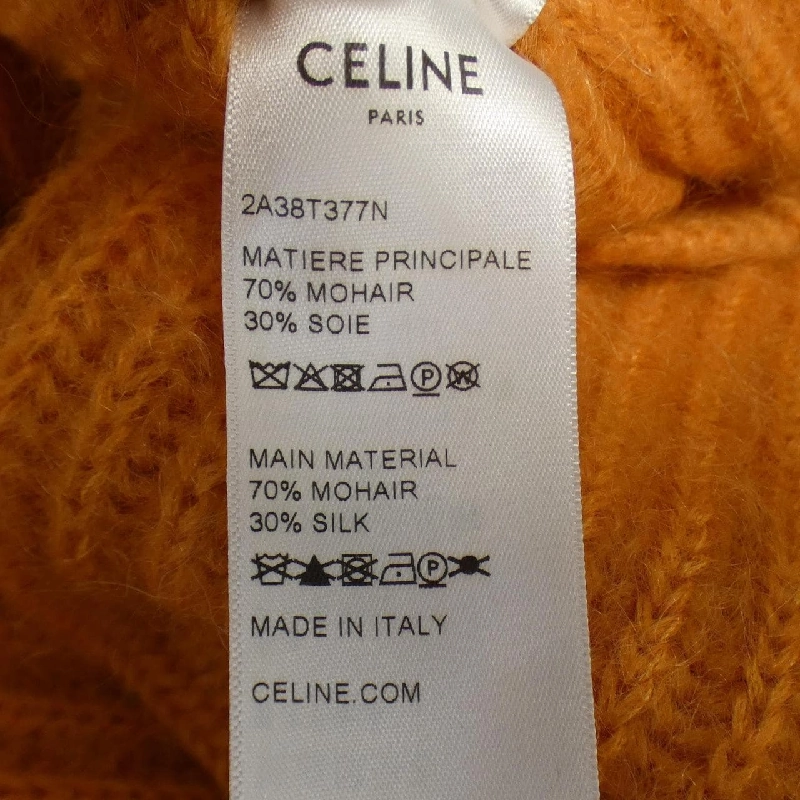 CELINE
PARIS
2A38T377N
MATIERE PRINCIPALE
70% MOHAIR
30% SOIE
P W
MAIN MATERIAL
70% MOHAIR
30% SILK
P
MADE IN ITALY
CELINE.COM